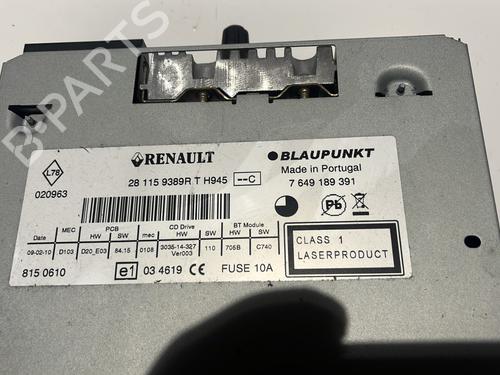 B-PARTS
L78
020963
RENAULT
28 115 9389R T H945 --C
BLAUPUNKT
Made in Portugal
7 649 189 391
Pb
MEC PCB CD Drive BT Module
HW SW mec HW SW HW SW
09-02-10 D103 D20_E03 84.15 0108 3035-14-327 Ver003 110 705B C740
815 0610 e1 03 4619 CE FUSE 10A
CLASS 1
LASERPRODUCT